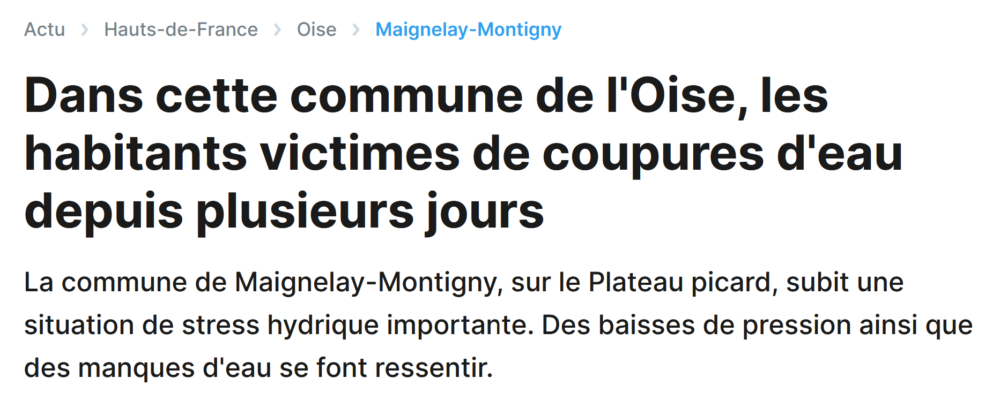 Actu > Hauts-de-France > Oise > Maignelay-Montigny
Dans cette commune de l'Oise, les
habitants victimes de coupures d'eau
depuis plusieurs jours
La commune de Maignelay-Montigny, sur le Plateau picard, subit une
situation de stress hydrique importante. Des baisses de pression ainsi que
des manques d'eau se font ressentir.